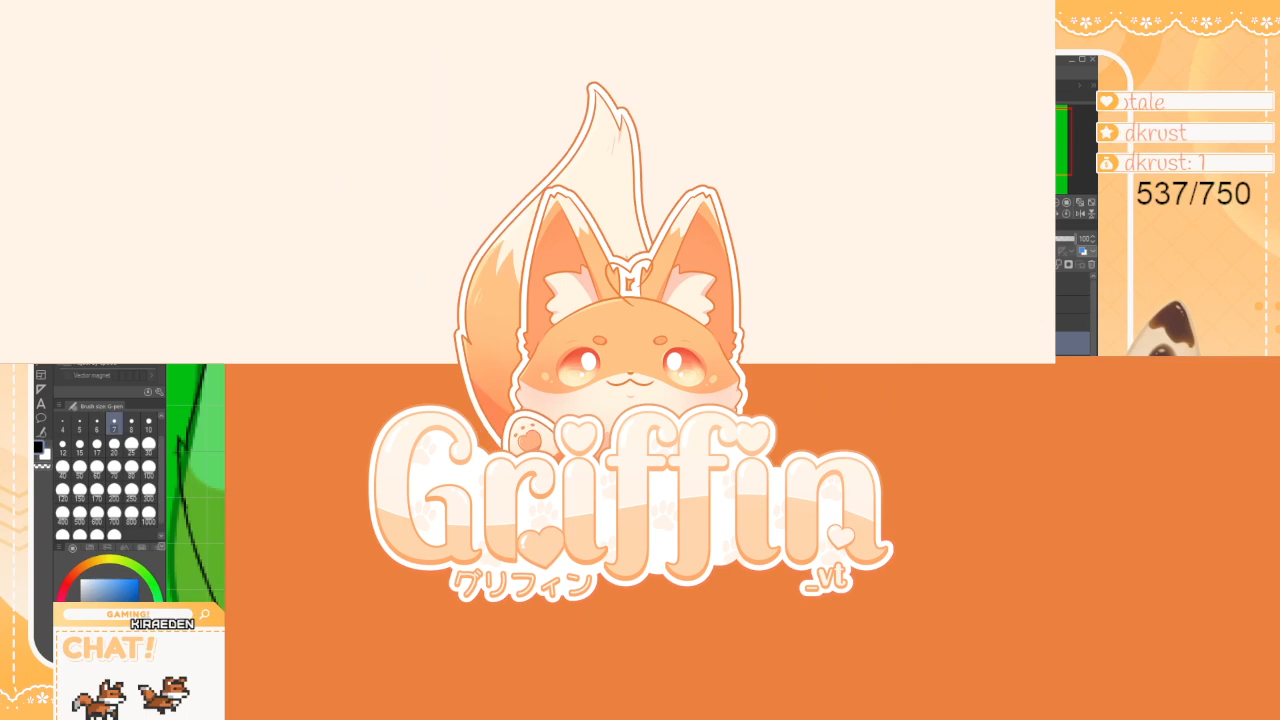 otale
dkrust
dkrust: 1
537/750
100
Vector magnet
A
Brush size: G-pen
4 5 6 7 8 10
12 15 17 20 25 30
40 50 60 70 80 100
120 150 170 200 250 300
400 500 600 700 800 1000
Griffin
グリフィン
_vt
GAMING!
KIRAEDEN
CHAT!